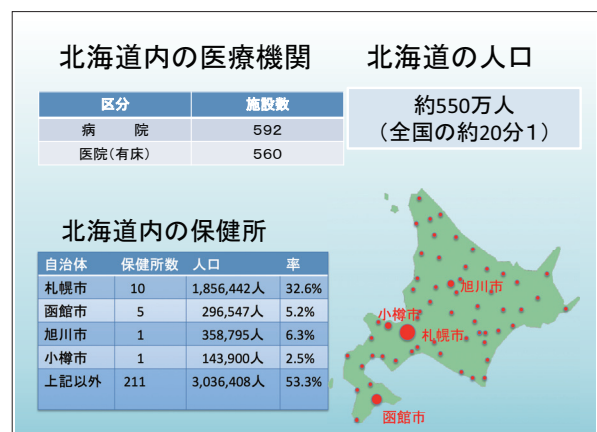 北海道内の医療機関
北海道の人口
区分 施設数
病 院 592
医院(有床) 560
約550万人
(全国の約20分1)
北海道内の保健所
自治体 保健所数 人口 率
札幌市 10 1,856,442人 32.6%
函館市 5 296,547人 5.2%
旭川市 1 358,795人 6.3%
小樽市 1 143,900人 2.5%
上記以外 211 3,036,408人 53.3%
旭川市
小樽市
札幌市
函館市